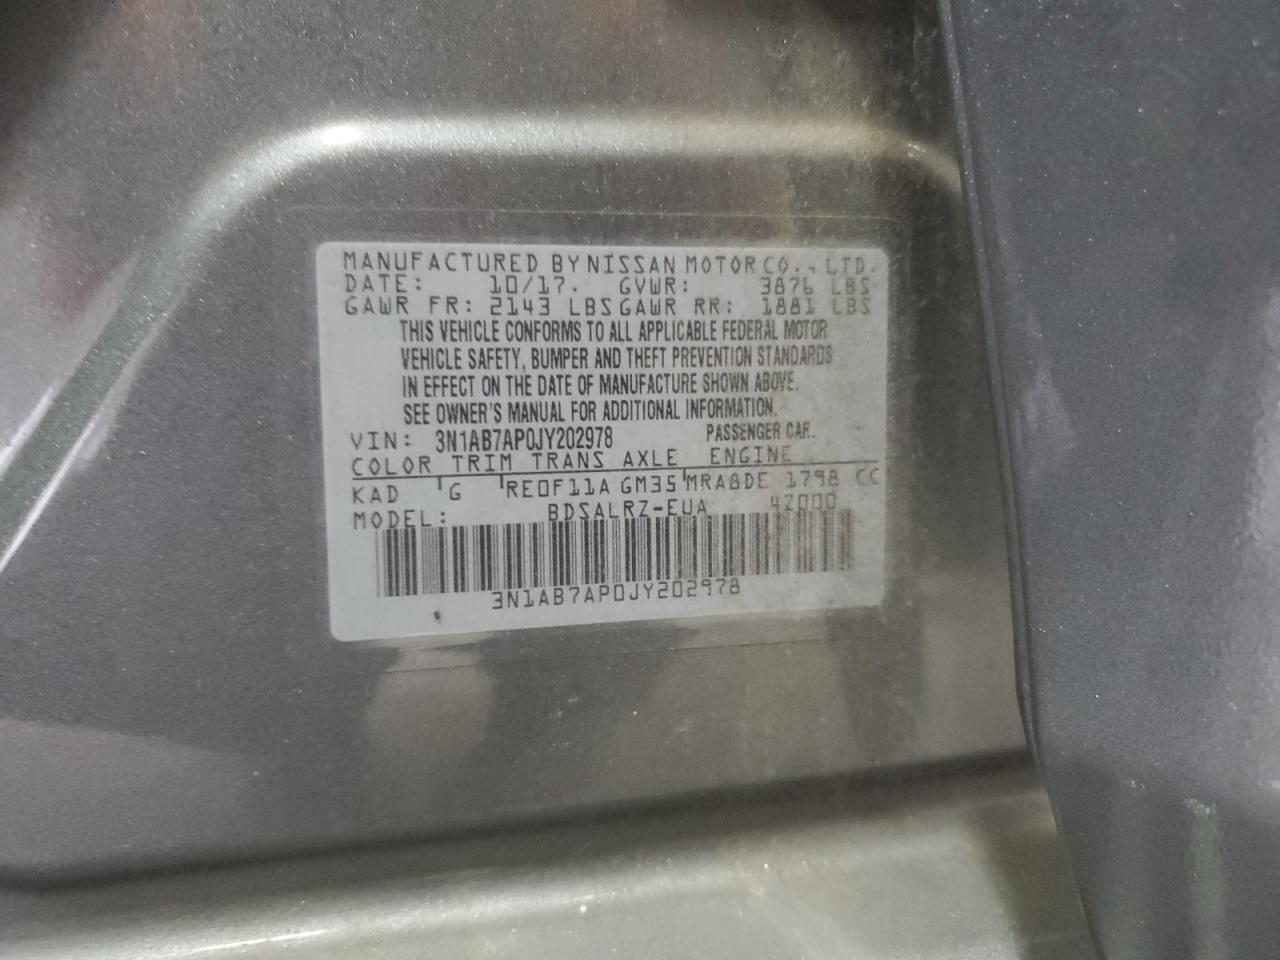 MANUFACTURED BY NISSAN MOTOR CO., LTD.
DATE: 10/17. GVWR: 3876 LBS
GAWR FR: 2143 LBS GAWR RR: 1881 LBS
THIS VEHICLE CONFORMS TO ALL APPLICABLE FEDERAL MOTOR
VEHICLE SAFETY, BUMPER AND THEFT PREVENTION STANDARDS
IN EFFECT ON THE DATE OF MANUFACTURE SHOWN ABOVE.
SEE OWNER'S MANUAL FOR ADDITIONAL INFORMATION.
VIN: 3N1AB7AP0JY202978 PASSENGER CAR.
COLOR TRIM TRANS AXLE ENGINE
KAD G RE0F11A GM35 MRA8DE 1798 CC
MODEL: BDSALRZ-EUA 4Z000
3N1AB7AP0JY202978